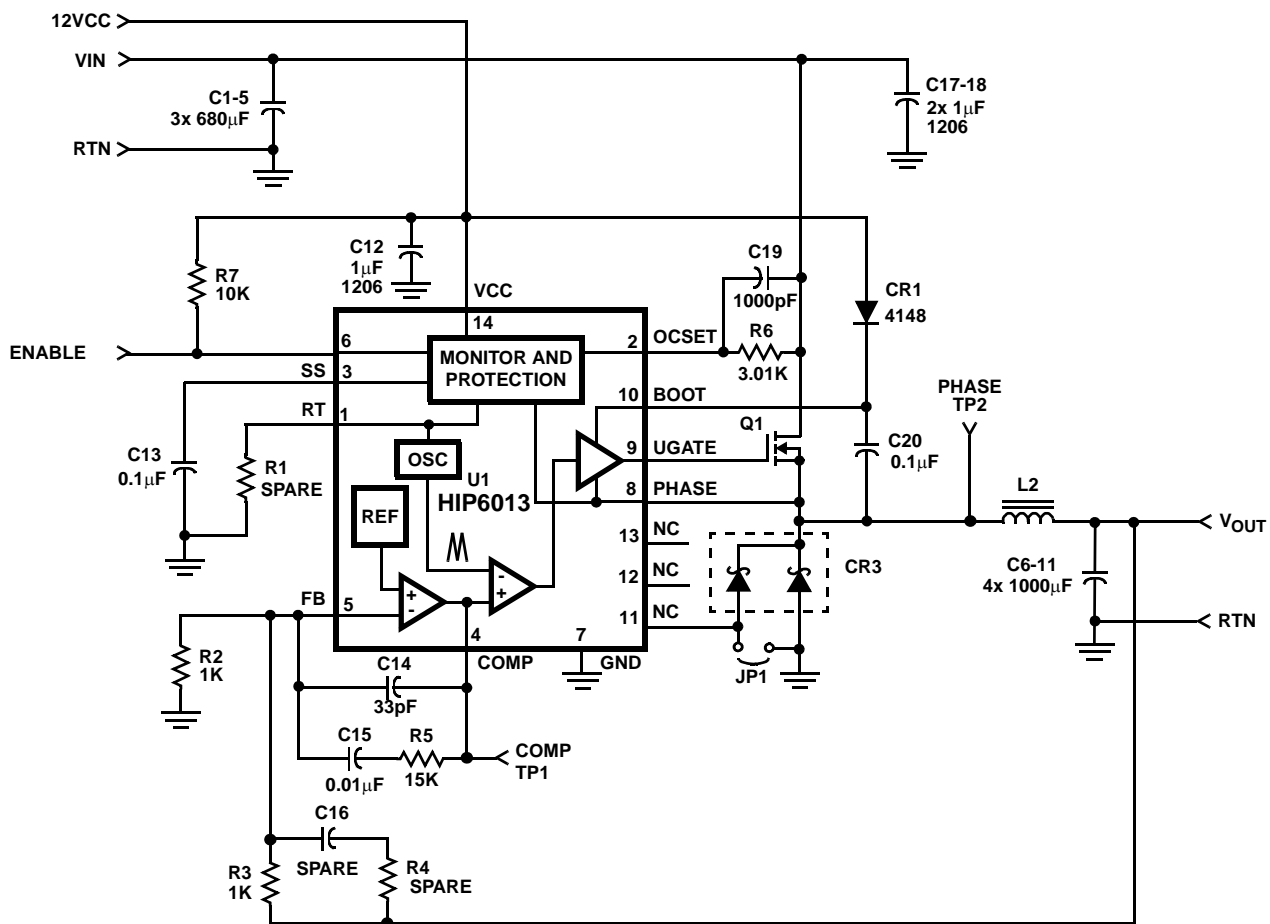 12VCC
VIN
C1-5
3x 680μF
RTN
C17-18
2x 1μF
1206
C12
1μF
1206
R7
10K
VCC
14
C19
1000pF
CR1
4148
ENABLE
6
MONITOR AND
PROTECTION
2
OCSET
R6
3.01K
SS
3
PHASE
TP2
RT
1
10
BOOT
Q1
C13
0.1μF
R1
SPARE
OSC
U1
HIP6013
9
UGATE
C20
0.1μF
8
PHASE
L2
REF
13
NC
VOUT
CR3
C6-11
4x 1000μF
12
NC
-
+
+
-
FB
5
11
NC
RTN
4
COMP
7
GND
JP1
R2
1K
C14
33pF
C15
0.01μF
R5
15K
COMP
TP1
C16
SPARE
R3
1K
R4
SPARE